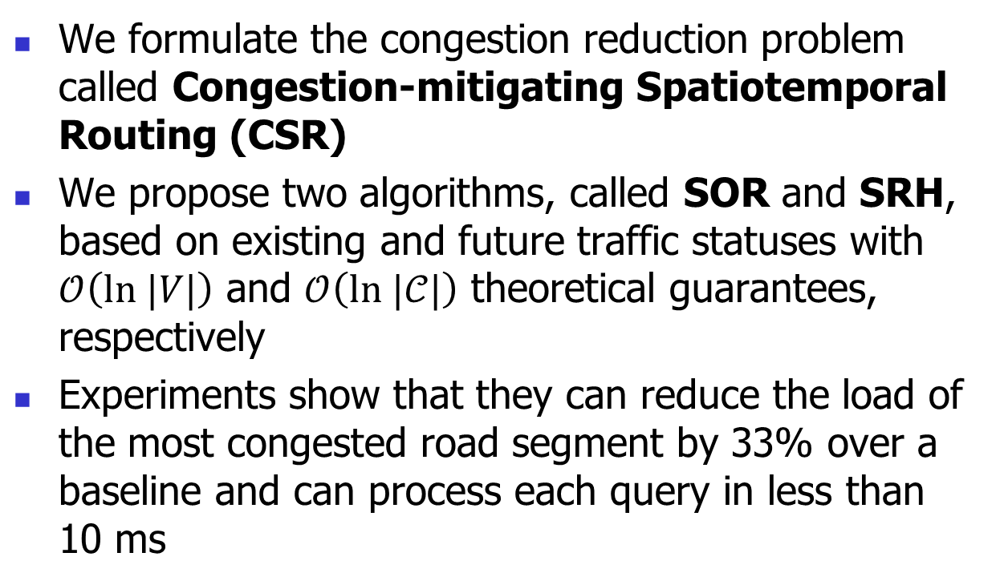 ▪ We formulate the congestion reduction problem
called Congestion-mitigating Spatiotemporal
Routing (CSR)
▪ We propose two algorithms, called SOR and SRH,
based on existing and future traffic statuses with
𝒪(ln |V|) and 𝒪(ln |𝒞|) theoretical guarantees,
respectively
▪ Experiments show that they can reduce the load of
the most congested road segment by 33% over a
baseline and can process each query in less than
10 ms